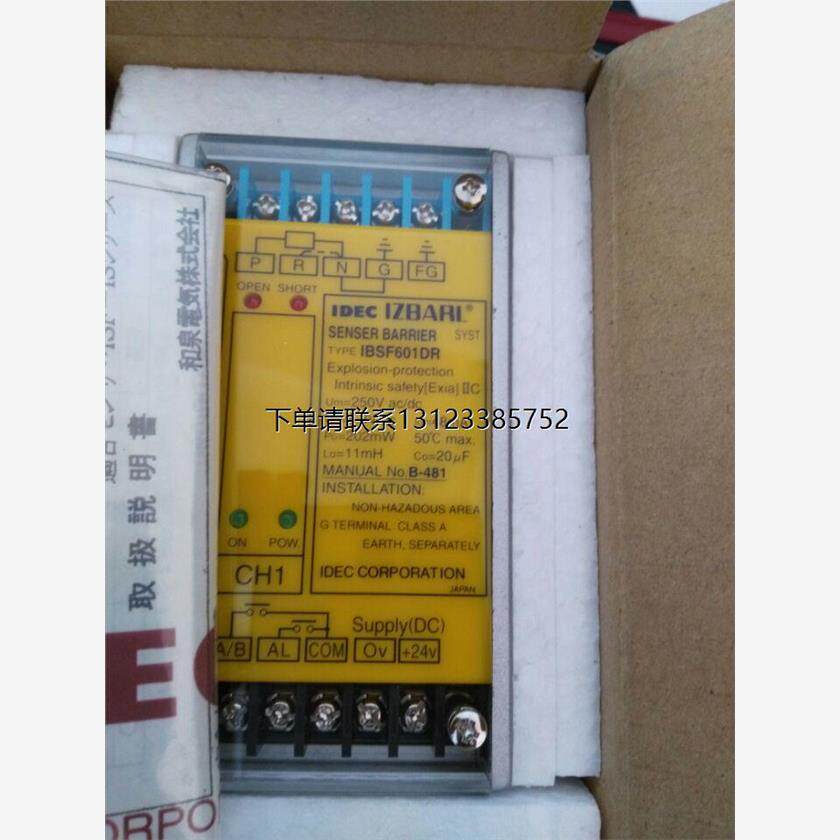 P R N G FG
OPEN SHORT
IDEC IZBARL®
SENSER BARRIER SYST
TYPE IBSF601DR
Explosion-protection
Intrinsic safety[Exia] ⅡC
Um=250V ac/dc
下单请联系13123385752
Po=202mW 50℃ max.
Lo=11mH Co=20μF
MANUAL No.B-481
INSTALLATION:
NON-HAZADOUS AREA
G TERMINAL: CLASS A
EARTH, SEPARATELY
ON POW.
CH1
IDEC CORPORATION
JAPAN
Supply(DC)
A/B AL COM 0v +24v
和泉電気株式会社
取扱説明書
EC
ORPO